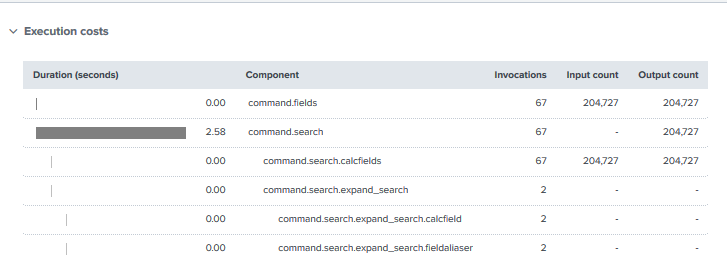 Execution costs
Duration (seconds) Component Invocations Input count Output count
0.00 command.fields 67 204,727 204,727
2.58 command.search 67 - 204,727
0.00 command.search.calcfields 67 204,727 204,727
0.00 command.search.expand_search 2 - -
0.00 command.search.expand_search.calcfield 2 - -
0.00 command.search.expand_search.fieldaliaser 2 - -